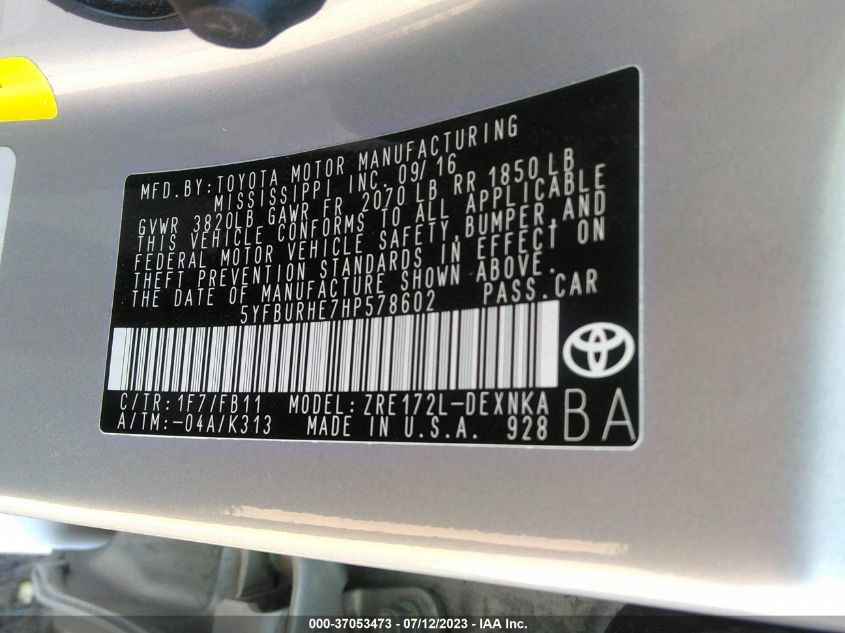 MFD.BY:TOYOTA MOTOR MANUFACTURING
MISSISSIPPI INC. 09/16
GVWR 3820LB GAWR FR 2070 LB RR 1850LB
THIS VEHICLE CONFORMS TO ALL APPLICABLE
FEDERAL MOTOR VEHICLE SAFETY,BUMPER,AND
THEFT PREVENTION STANDARDS IN EFFECT ON
THE DATE OF MANUFACTURE SHOWN ABOVE.
5YFBURHE7HP578602 PASS.CAR
C/TR:1F7/FB11 MODEL:ZRE172L-DEXNKA
A/TM:-04A/K313 MADE IN U.S.A. 928
BA
000-37053473 - 07/12/2023 - IAA Inc.